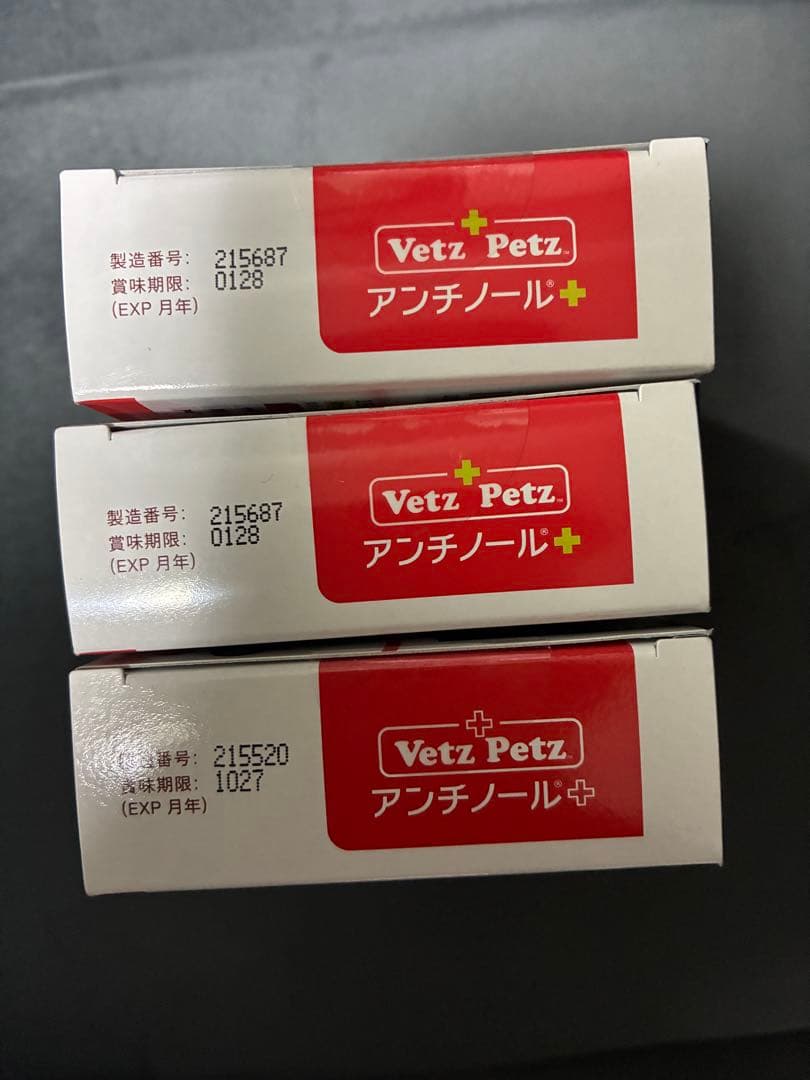 製造番号: 215687
賞味期限: 0128
(EXP 月年)
Vetz Petz™
アンチノール®+
製造番号: 215687
賞味期限: 0128
(EXP 月年)
Vetz Petz™
アンチノール®+
番号: 215520
賞味期限: 1027
(EXP 月年)
Vetz Petz™
アンチノール®+